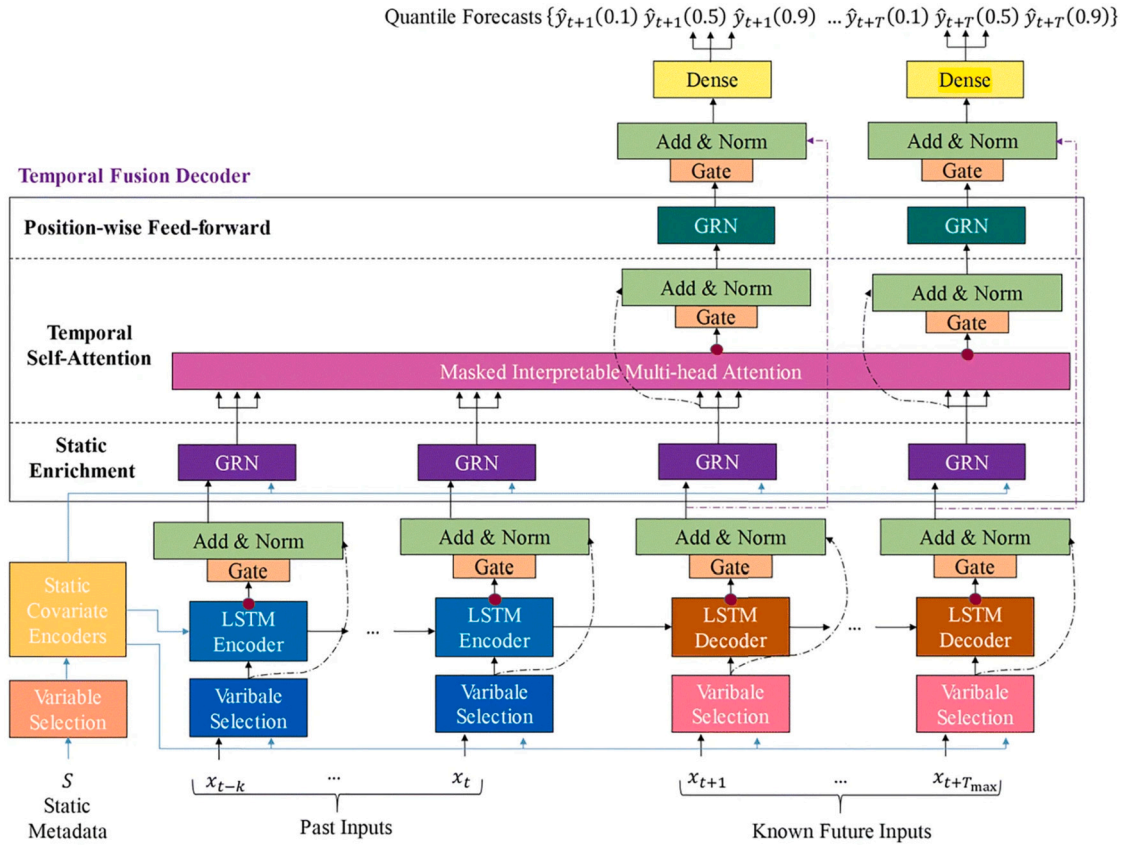 Quantile Forecasts {ŷₜ₊₁(0.1) ŷₜ₊₁(0.5) ŷₜ₊₁(0.9) ... ŷₜ₊T(0.1) ŷₜ₊T(0.5) ŷₜ₊T(0.9)}
Dense
Dense
Add & Norm
Add & Norm
Gate
Gate
Temporal Fusion Decoder
Position-wise Feed-forward
GRN
GRN
Add & Norm
Add & Norm
Gate
Gate
Temporal
Self-Attention
Masked Interpretable Multi-head Attention
Static
Enrichment
GRN
GRN
GRN
GRN
Add & Norm
Add & Norm
Add & Norm
Add & Norm
Gate
Gate
Gate
Gate
Static
Covariate
Encoders
LSTM
Encoder
...
LSTM
Encoder
LSTM
Decoder
...
LSTM
Decoder
Variable
Selection
Varibale
Selection
Varibale
Selection
Varibale
Selection
Varibale
Selection
S
Static
Metadata
xₜ₋ₖ
...
xₜ
xₜ₊₁
...
xₜ₊Tmax
Past Inputs
Known Future Inputs